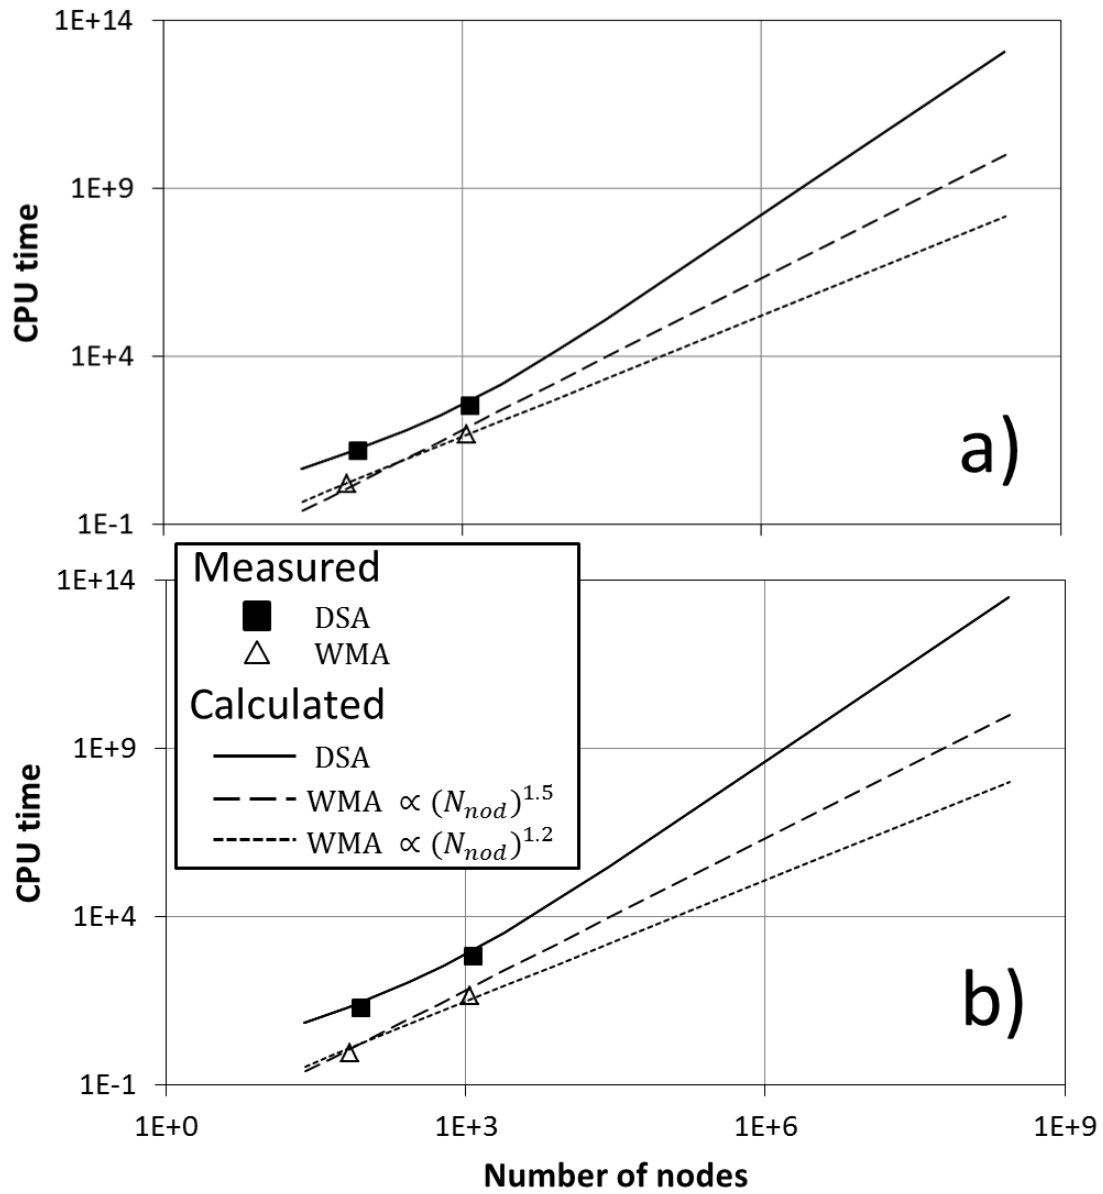 1E+14
1E+9
CPU time
1E+4
a)
1E-1
Measured
1E+14
DSA
WMA
Calculated
DSA
1E+9
WMA ∝ (N_nod)^1.5
WMA ∝ (N_nod)^1.2
CPU time
1E+4
b)
1E-1
1E+0 1E+3 1E+6 1E+9
Number of nodes